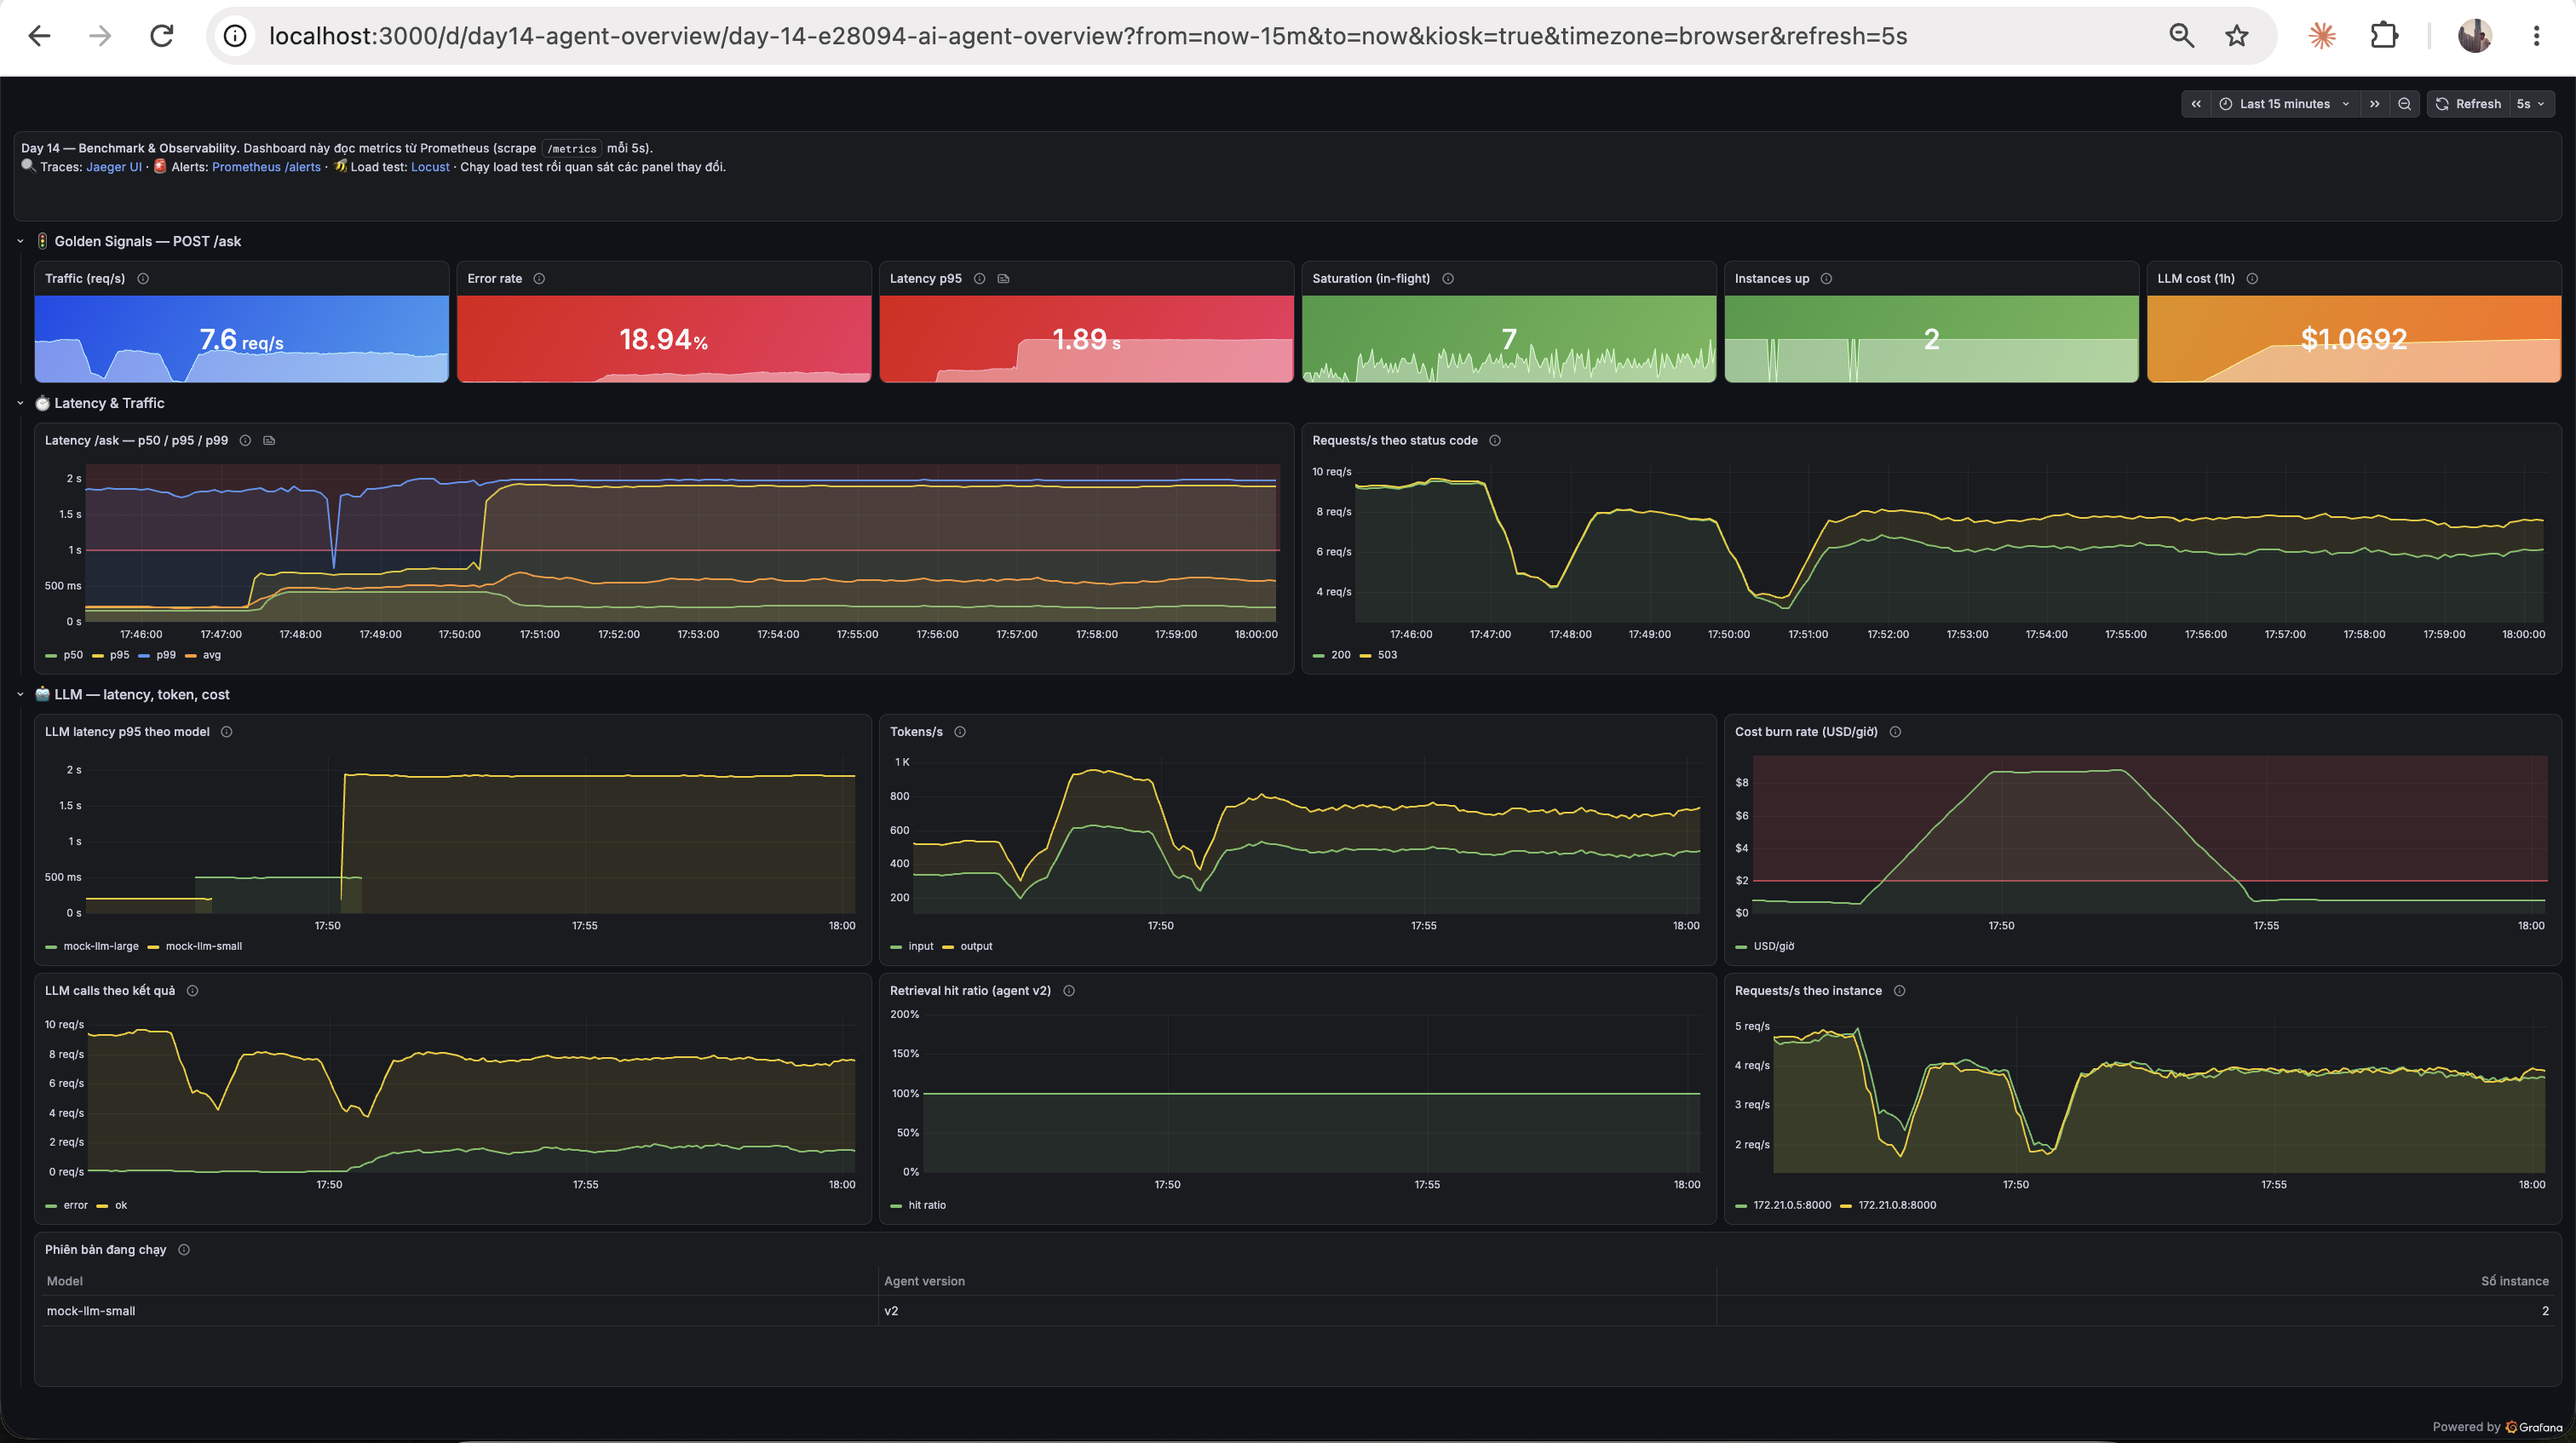 localhost:3000/d/day14-agent-overview/day-14-e28094-ai-agent-overview?from=now-15m&to=now&kiosk=true&timezone=browser&refresh=5s
Last 15 minutes
Refresh 5s
Day 14 — Benchmark & Observability. Dashboard này đọc metrics từ Prometheus (scrape /metrics mỗi 5s).
Traces: Jaeger UI · Alerts: Prometheus /alerts · Load test: Locust · Chạy load test rồi quan sát các panel thay đổi.
Golden Signals — POST /ask
Traffic (req/s)
7.6 req/s
Error rate
18.94%
Latency p95
1.89 s
Saturation (in-flight)
7
Instances up
2
LLM cost (1h)
$1.0692
Latency & Traffic
Latency /ask — p50 / p95 / p99
2 s
1.5 s
1 s
500 ms
0 s
17:46:00 17:47:00 17:48:00 17:49:00 17:50:00 17:51:00 17:52:00 17:53:00 17:54:00 17:55:00 17:56:00 17:57:00 17:58:00 17:59:00 18:00:00
p50 p95 p99 avg
Requests/s theo status code
10 req/s
8 req/s
6 req/s
4 req/s
17:46:00 17:47:00 17:48:00 17:49:00 17:50:00 17:51:00 17:52:00 17:53:00 17:54:00 17:55:00 17:56:00 17:57:00 17:58:00 17:59:00 18:00:00
200 503
LLM — latency, token, cost
LLM latency p95 theo model
2 s
1.5 s
1 s
500 ms
0 s
17:50 17:55 18:00
mock-llm-large mock-llm-small
Tokens/s
1 K
800
600
400
200
17:50 17:55 18:00
input output
Cost burn rate (USD/giờ)
$8
$6
$4
$2
$0
17:50 17:55 18:00
USD/giờ
LLM calls theo kết quả
10 req/s
8 req/s
6 req/s
4 req/s
2 req/s
0 req/s
17:50 17:55 18:00
error ok
Retrieval hit ratio (agent v2)
200%
150%
100%
50%
0%
17:50 17:55 18:00
hit ratio
Requests/s theo instance
5 req/s
4 req/s
3 req/s
2 req/s
17:50 17:55 18:00
172.21.0.5:8000 172.21.0.8:8000
Phiên bản đang chạy
Model Agent version Số instance
mock-llm-small v2 2
Powered by Grafana